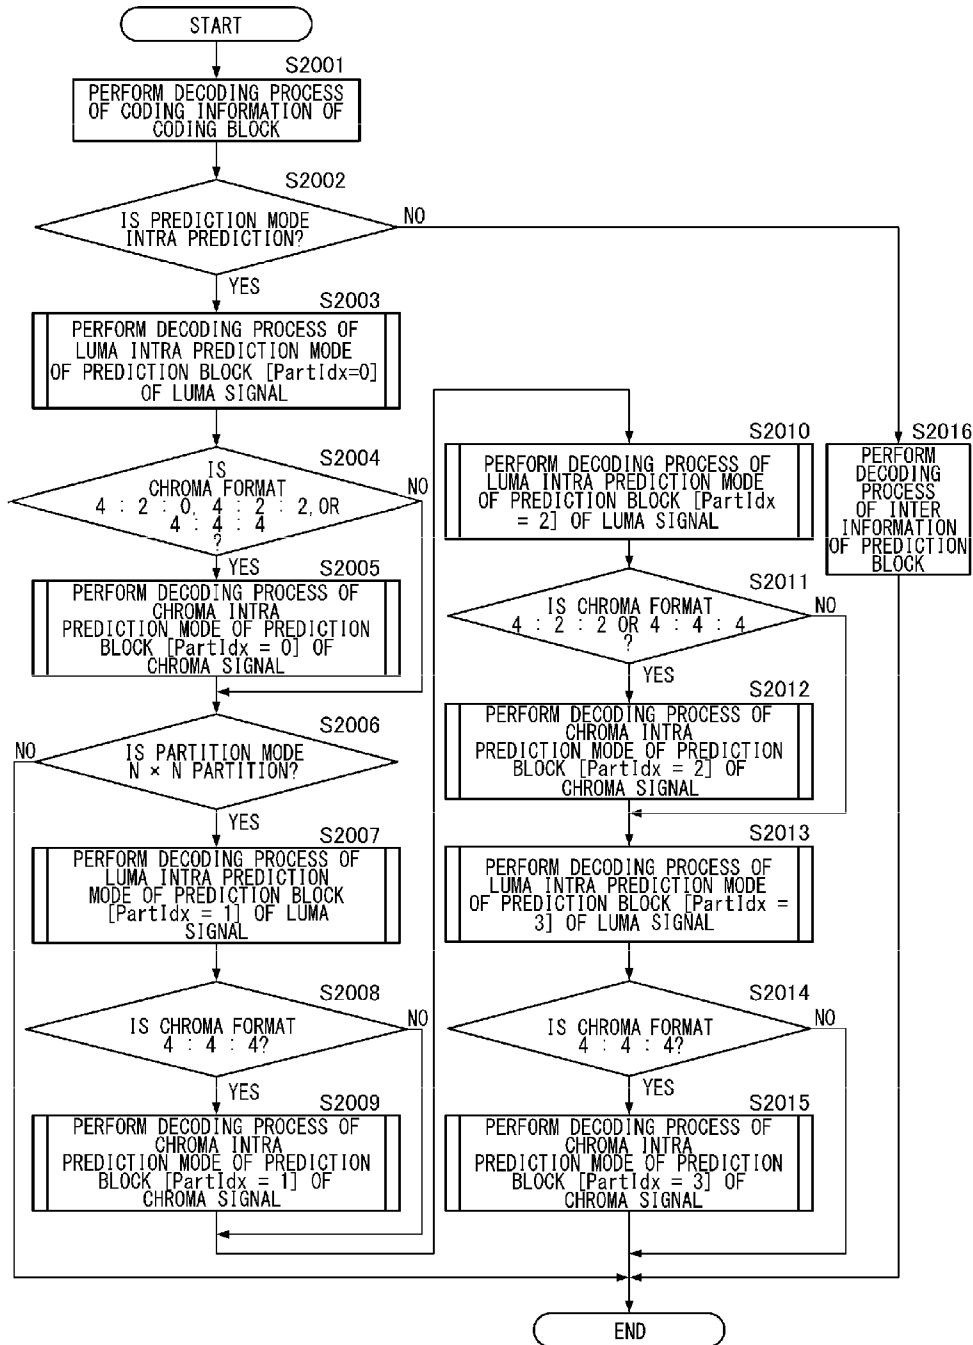 START
S2001
PERFORM DECODING PROCESS
OF CODING INFORMATION OF
CODING BLOCK
S2002
IS PREDICTION MODE
INTRA PREDICTION?
NO
YES
S2003
PERFORM DECODING PROCESS OF
LUMA INTRA PREDICTION MODE
OF PREDICTION BLOCK [PartIdx=0]
OF LUMA SIGNAL
S2004
IS
CHROMA FORMAT
4 : 2 : 0, 4 : 2 : 2, OR
4 : 4 : 4
?
NO
YES
S2005
PERFORM DECODING PROCESS OF
CHROMA INTRA
PREDICTION MODE OF PREDICTION
BLOCK [PartIdx = 0] OF
CHROMA SIGNAL
S2006
IS PARTITION MODE
N × N PARTITION?
NO
YES
S2007
PERFORM DECODING PROCESS OF
LUMA INTRA PREDICTION
MODE OF PREDICTION BLOCK
[PartIdx = 1] OF LUMA
SIGNAL
S2008
IS CHROMA FORMAT
4 : 4 : 4?
NO
YES
S2009
PERFORM DECODING PROCESS OF
CHROMA INTRA
PREDICTION MODE OF PREDICTION
BLOCK [PartIdx = 1] OF
CHROMA SIGNAL
S2010
PERFORM DECODING PROCESS OF
LUMA INTRA PREDICTION MODE
OF PREDICTION BLOCK [PartIdx
= 2] OF LUMA SIGNAL
S2011
IS CHROMA FORMAT
4 : 2 : 2 OR 4 : 4 : 4
?
NO
YES
S2012
PERFORM DECODING PROCESS OF
CHROMA INTRA
PREDICTION MODE OF PREDICTION
BLOCK [PartIdx = 2] OF
CHROMA SIGNAL
S2013
PERFORM DECODING PROCESS OF
LUMA INTRA PREDICTION MODE
OF PREDICTION BLOCK [PartIdx =
3] OF LUMA SIGNAL
S2014
IS CHROMA FORMAT
4 : 4 : 4?
NO
YES
S2015
PERFORM DECODING PROCESS OF
CHROMA INTRA
PREDICTION MODE OF PREDICTION
BLOCK [PartIdx = 3] OF
CHROMA SIGNAL
S2016
PERFORM
DECODING
PROCESS
OF INTER
INFORMATION
OF PREDICTION
BLOCK
END